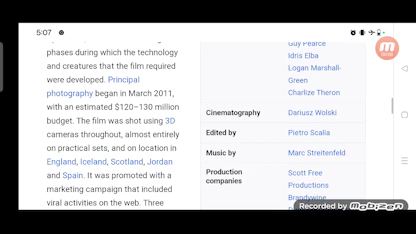 5:07
phases during which the technology
and creatures that the film required
were developed. Principal
photography began in March 2011,
with an estimated $120–130 million
budget. The film was shot using 3D
cameras throughout, almost entirely
on practical sets, and on location in
England, Iceland, Scotland, Jordan
and Spain. It was promoted with a
marketing campaign that included
viral activities on the web. Three
Guy Pearce
Idris Elba
Logan Marshall-
Green
Charlize Theron
Cinematography Dariusz Wolski
Edited by Pietro Scalia
Music by Marc Streitenfeld
Production Scott Free
companies Productions
Brandywine
Recorded by MOBIZEN